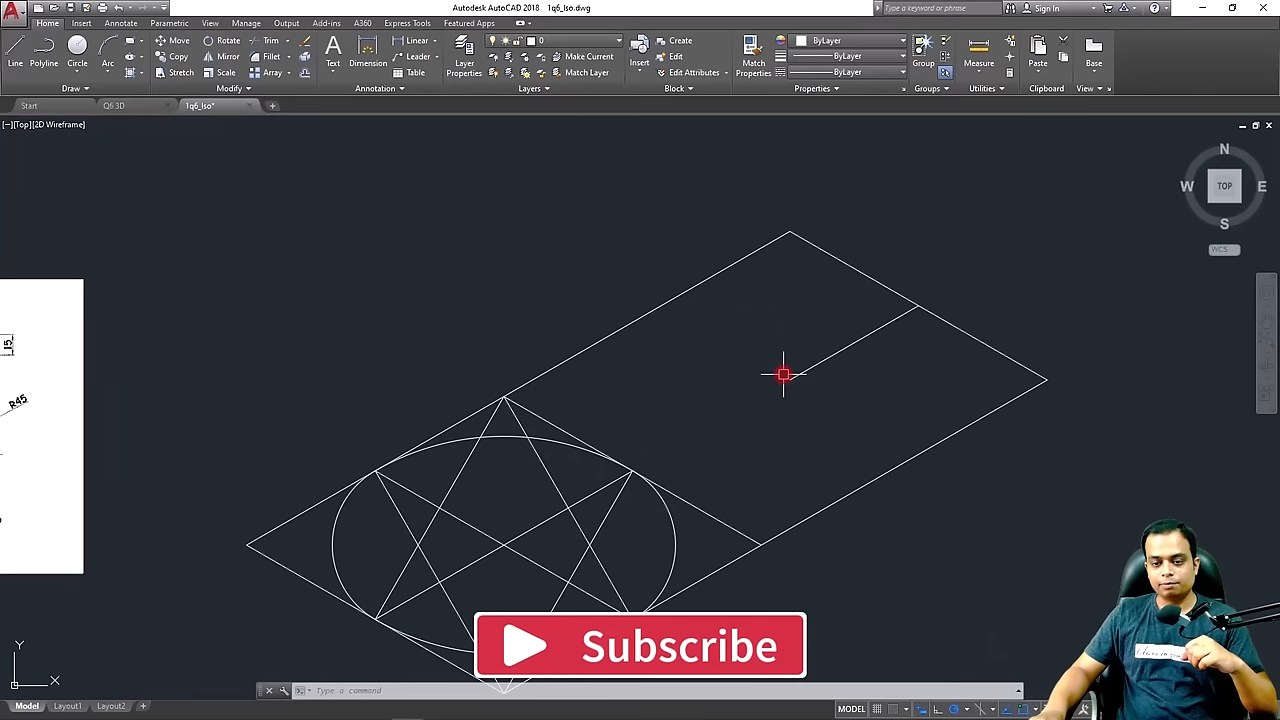 Autodesk AutoCAD 2018 1q6_Iso.dwg
Type a keyword or phrase
Sign In
Home Insert Annotate Parametric View Manage Output Add-ins A360 Express Tools Featured Apps
Line Polyline Circle Arc
Move Rotate Trim
Copy Mirror Fillet
Stretch Scale Array
Text Dimension
Linear
Leader
Table
Layer Properties
0
Make Current
Match Layer
Insert
Create
Edit
Edit Attributes
Match Properties
ByLayer
ByLayer
ByLayer
Group
Measure
Paste
Base
Draw Modify Annotation Layers Block Properties Groups Utilities Clipboard View
Start Q6 3D 1q6_Iso*
[−][Top][2D Wireframe]
N
W TOP E
S
WCS
15
R45
Subscribe
Y
X
Type a command
Model Layout1 Layout2 +
MODEL